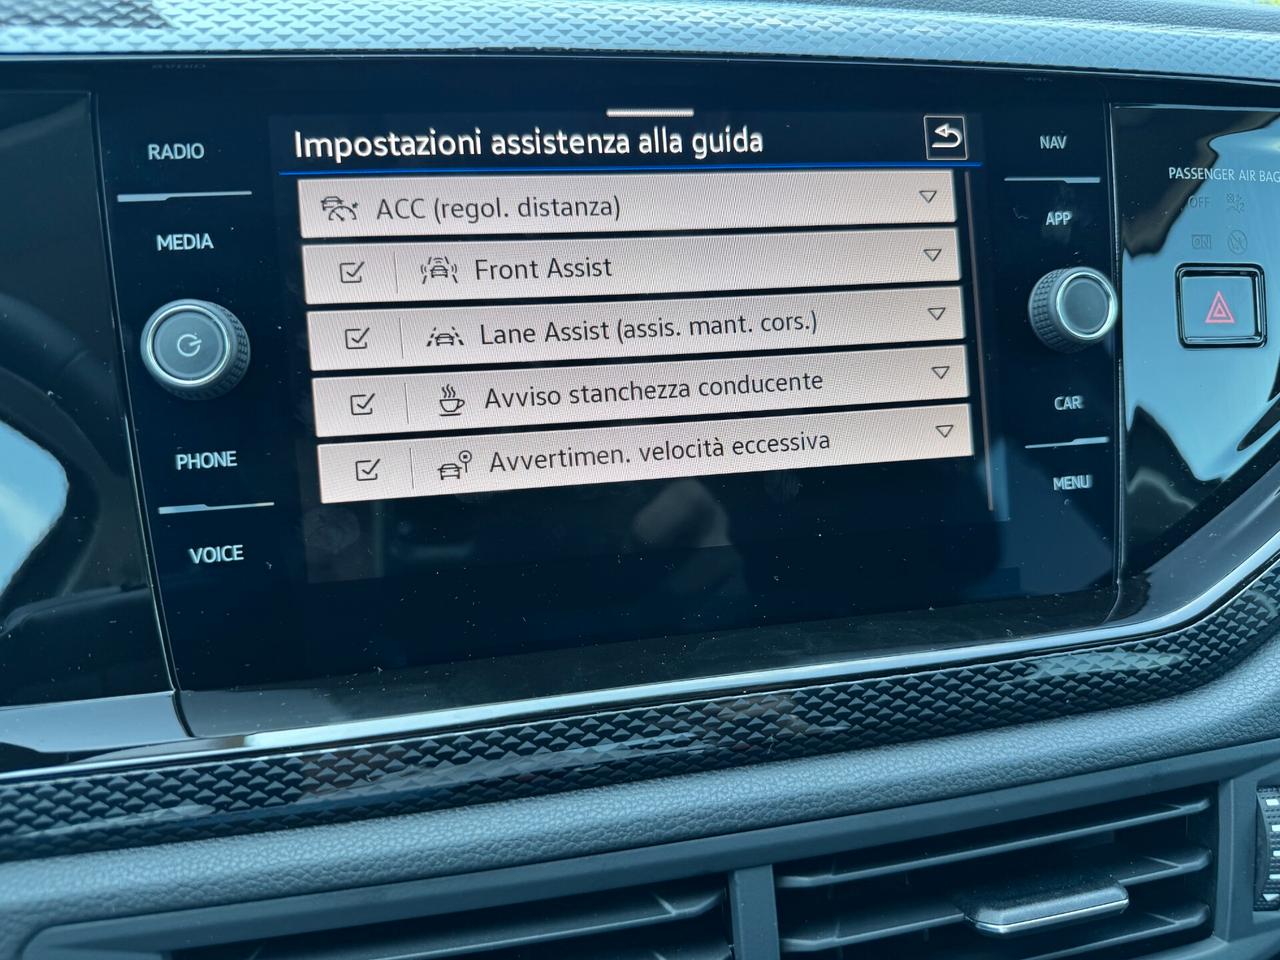 RADIO
MEDIA
PHONE
VOICE
Impostazioni assistenza alla guida
ACC (regol. distanza)
Front Assist
Lane Assist (assis. mant. cors.)
Avviso stanchezza conducente
Avvertimen. velocità eccessiva
NAV
APP
CAR
MENU
PASSENGER AIR BAG
OFF
ON